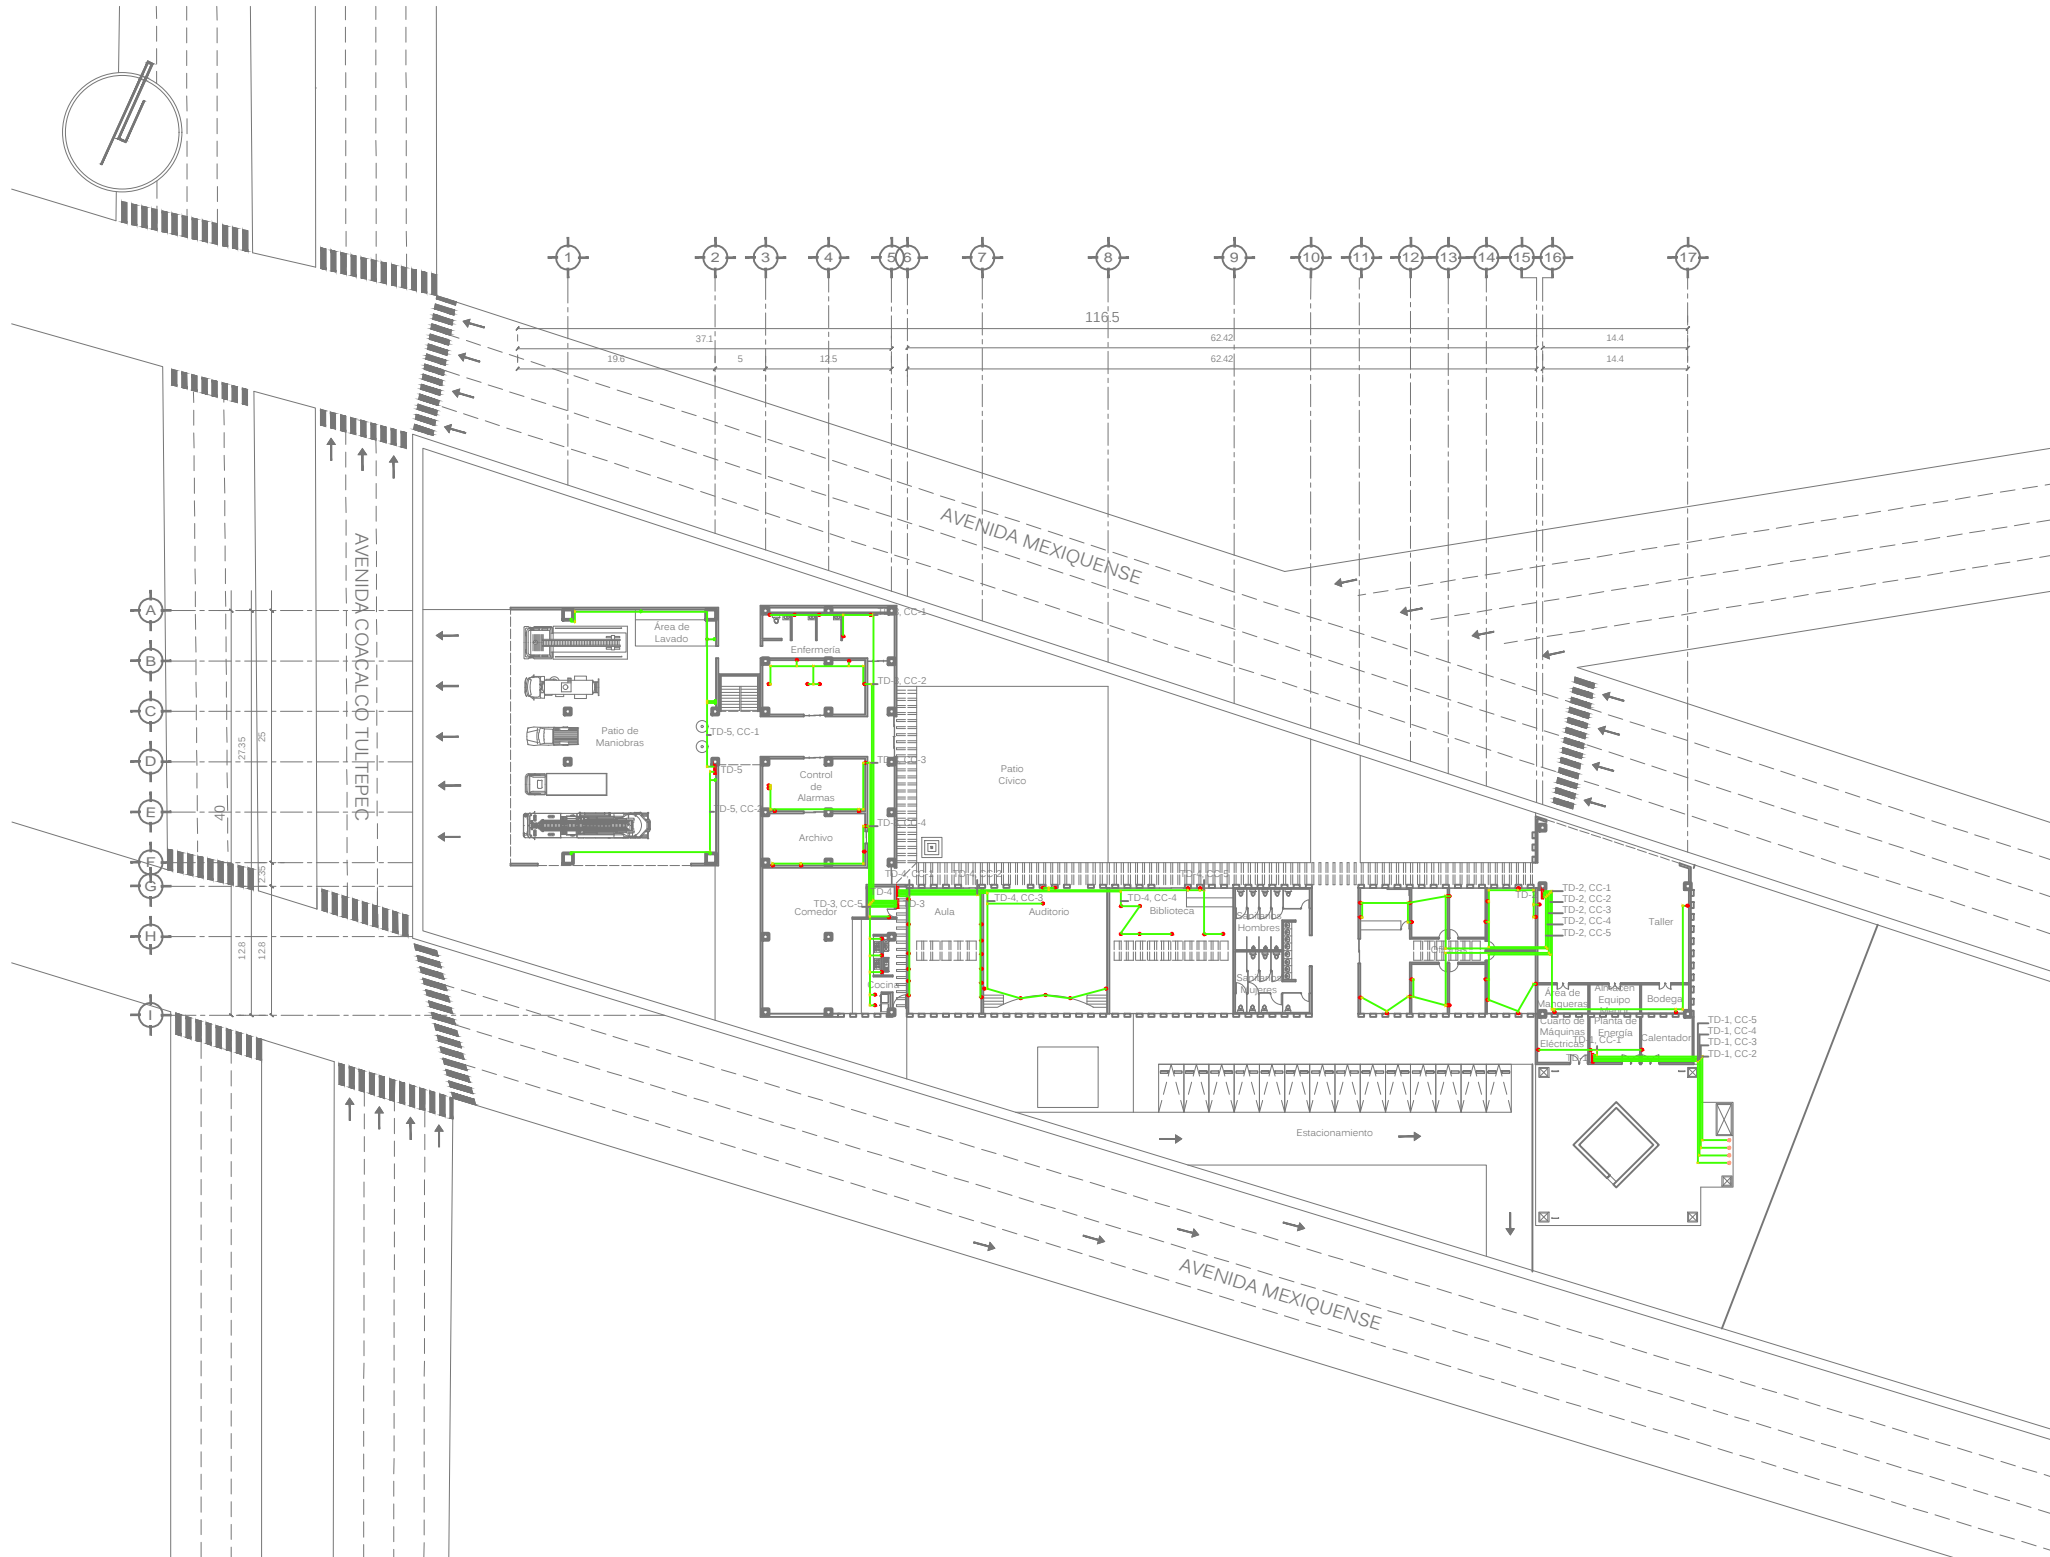 1 2 3 4 5 6 7 8 9 10 11 12 13 14 15 16 17
116.5
37.1
62.42
14.4
19.6
5
12.5
62.42
14.4
AVENIDA MEXIQUENSE
AVENIDA COACALCO TULTEPEC
A
B
C
D
E
F
G
H
I
27.35
25
40
2.35
12.8
12.8
Área de
Lavado
Patio de
Maniobras
TD-5, CC-1
TD-5
Enfermería
TD-3, CC-2
Control
de
Alarmas
Archivo
Patio
Cívico
TD-3, CC-5
TD-4
TD-3
Comedor
Cocina
Aula
TD-4, CC-3
Auditorio
TD-4, CC-4
Biblioteca
TD-4, CC-5
Sanitarios
Hombres
Sanitarios
Mujeres
Oficinas
TD-2, CC-1
TD-2, CC-2
TD-2, CC-3
TD-2, CC-4
TD-2, CC-5
Taller
Área de
Mangueras
Almacén
Equipo
Bodega
Cuarto de
Máquinas
Eléctricas
Planta de
Energía
Calentador
TD-1, CC-1
TD-1
TD-1, CC-5
TD-1, CC-4
TD-1, CC-3
TD-1, CC-2
Estacionamiento
AVENIDA MEXIQUENSE